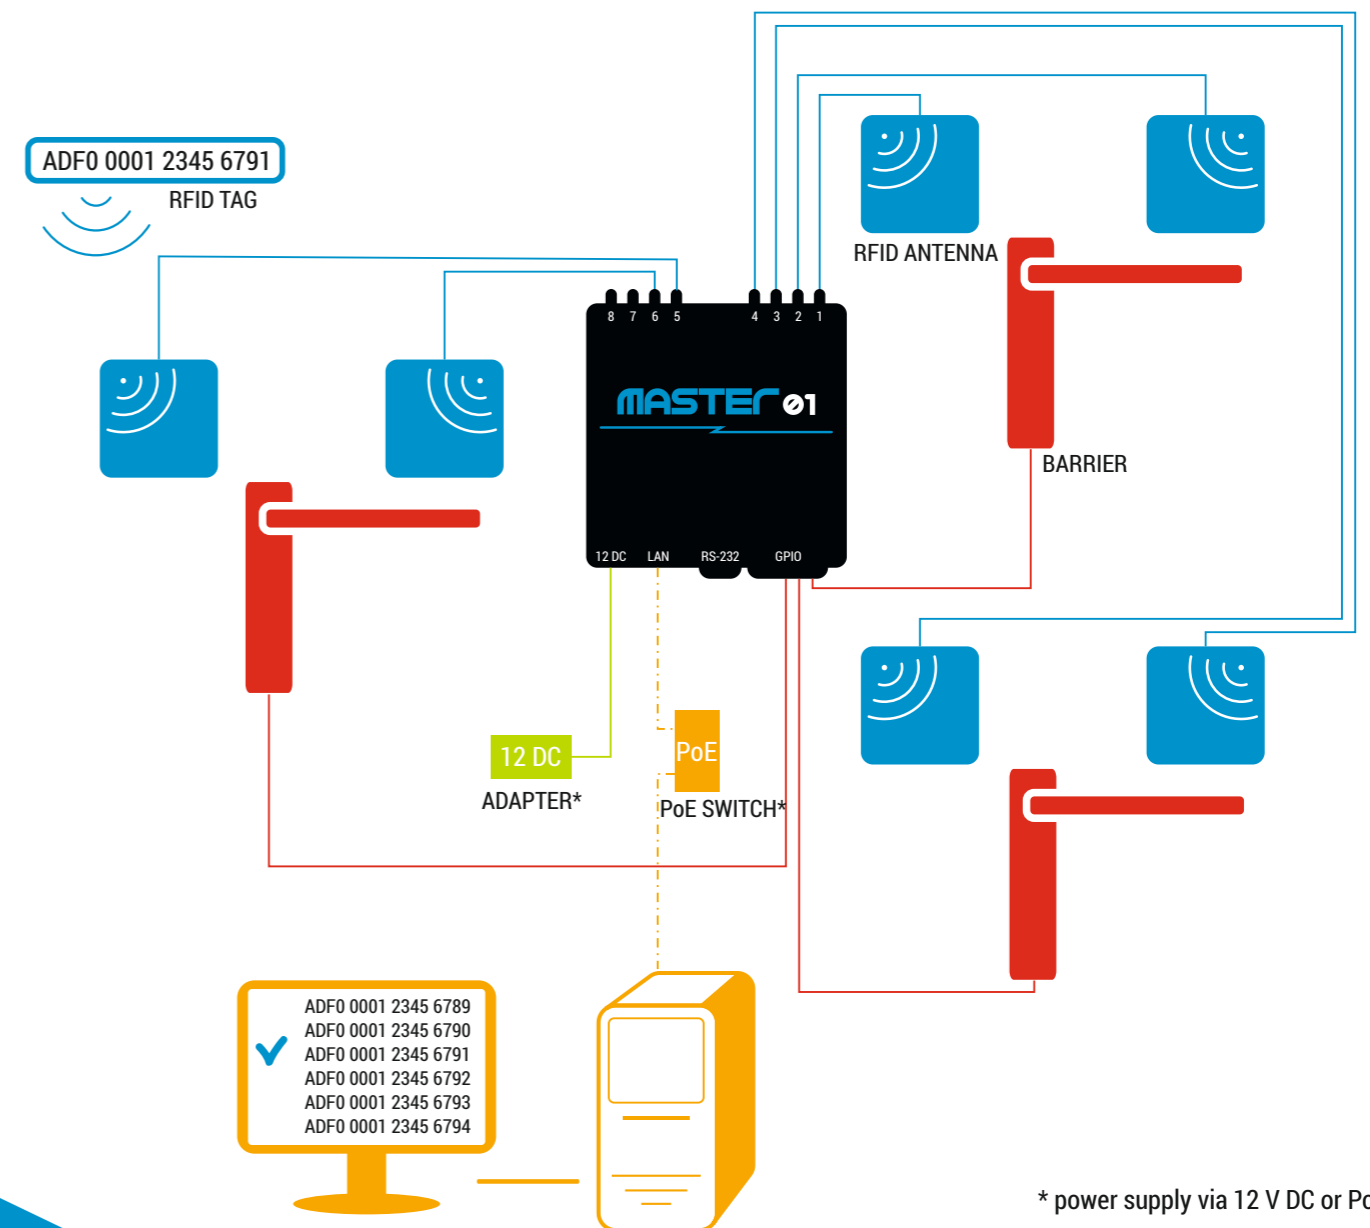 ADF0 0001 2345 6791
RFID TAG
RFID ANTENNA
8 7 6 5 4 3 2 1
MASTER 01
BARRIER
12 DC LAN RS-232 GPIO
12 DC
ADAPTER*
PoE
PoE SWITCH*
ADF0 0001 2345 6789
ADF0 0001 2345 6790
ADF0 0001 2345 6791
ADF0 0001 2345 6792
ADF0 0001 2345 6793
ADF0 0001 2345 6794
* power supply via 12 V DC or